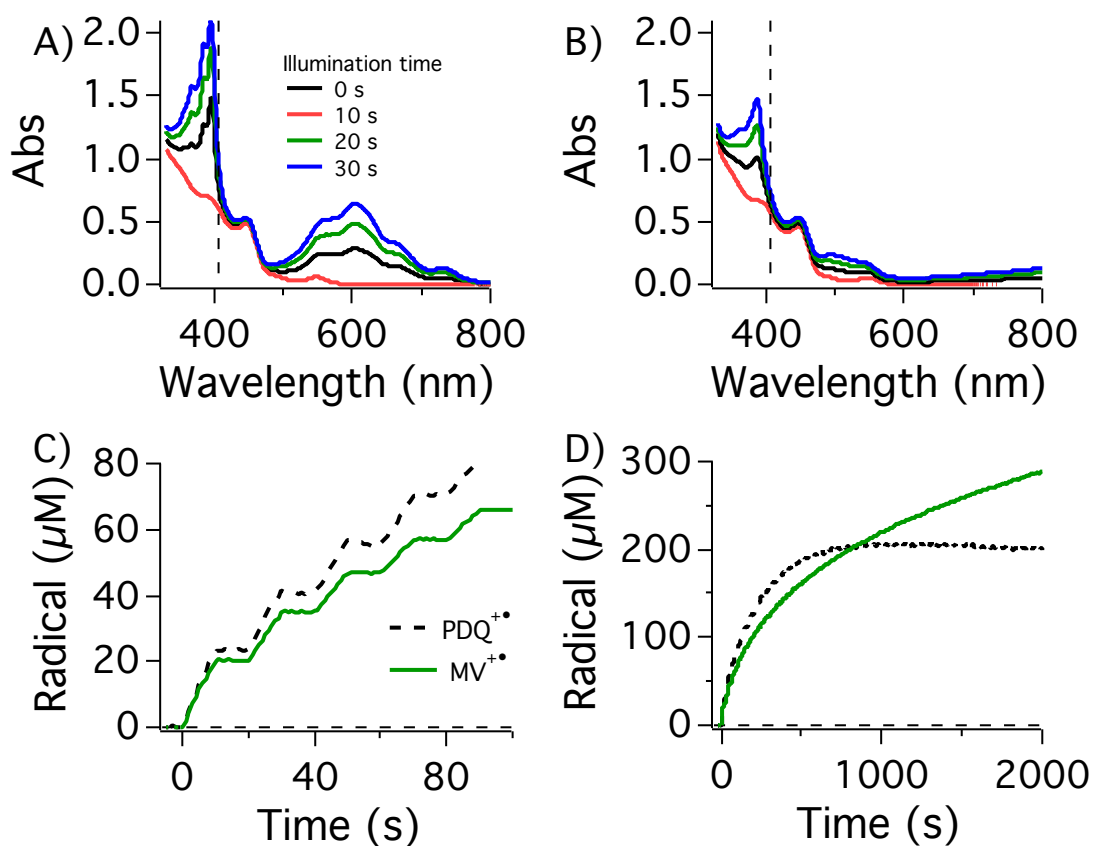 A)
2.0
1.5
1.0
0.5
0.0
Abs
Illumination time
0 s
10 s
20 s
30 s
400
600
800
Wavelength (nm)
B)
2.0
1.5
1.0
0.5
0.0
Abs
400
600
800
Wavelength (nm)
C)
80
60
40
20
0
Radical (µM)
PDQ⁺•
MV⁺•
0
40
80
Time (s)
D)
300
200
100
0
Radical (µM)
0
1000
2000
Time (s)